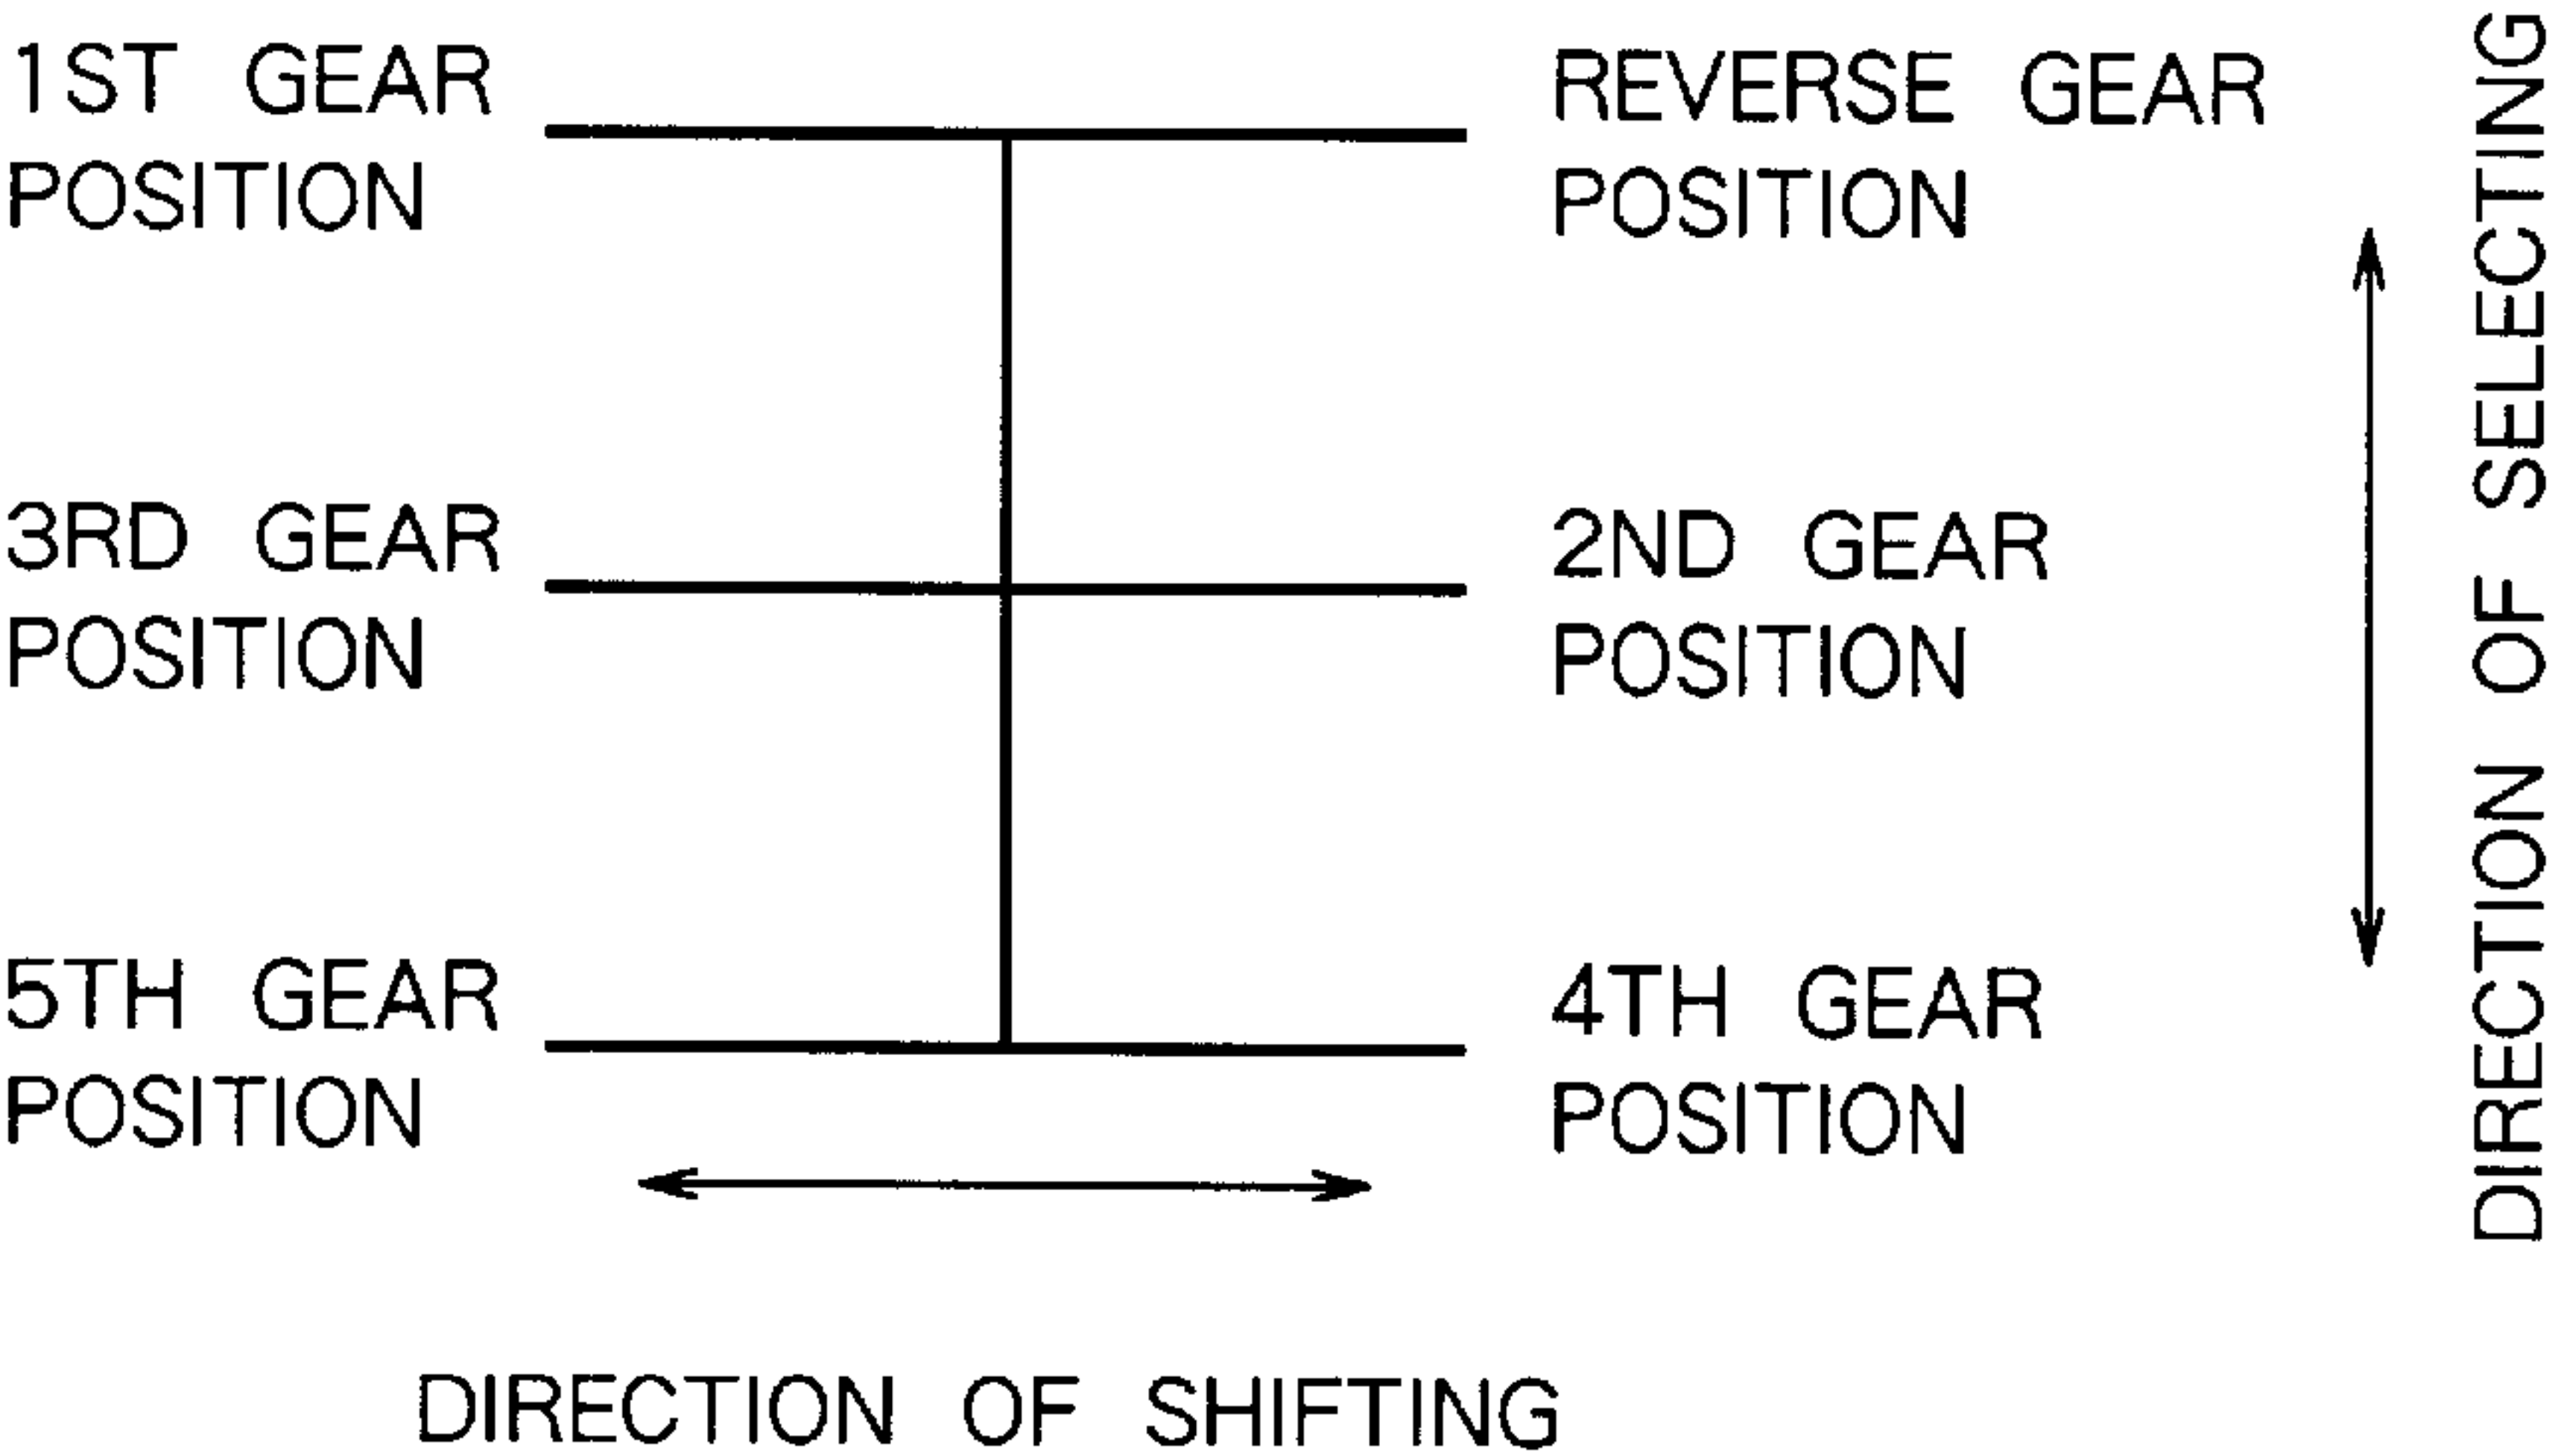 1ST GEAR
POSITION
REVERSE GEAR
POSITION
3RD GEAR
POSITION
2ND GEAR
POSITION
5TH GEAR
POSITION
4TH GEAR
POSITION
DIRECTION OF SHIFTING
DIRECTION OF SELECTING